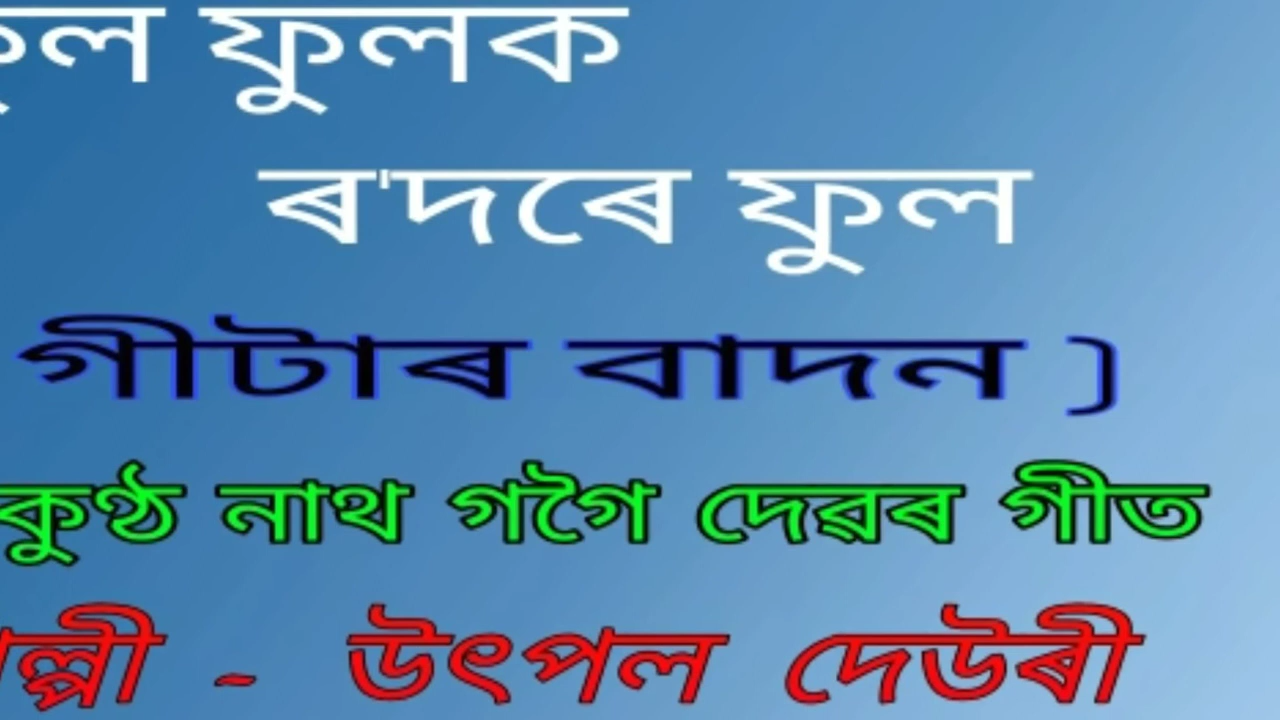 ফুলক
ৰ'দৰে ফুল
গীটাৰ বাদন )
নাথ গগৈ দেৱৰ গীত
- উৎপল দেউৰী